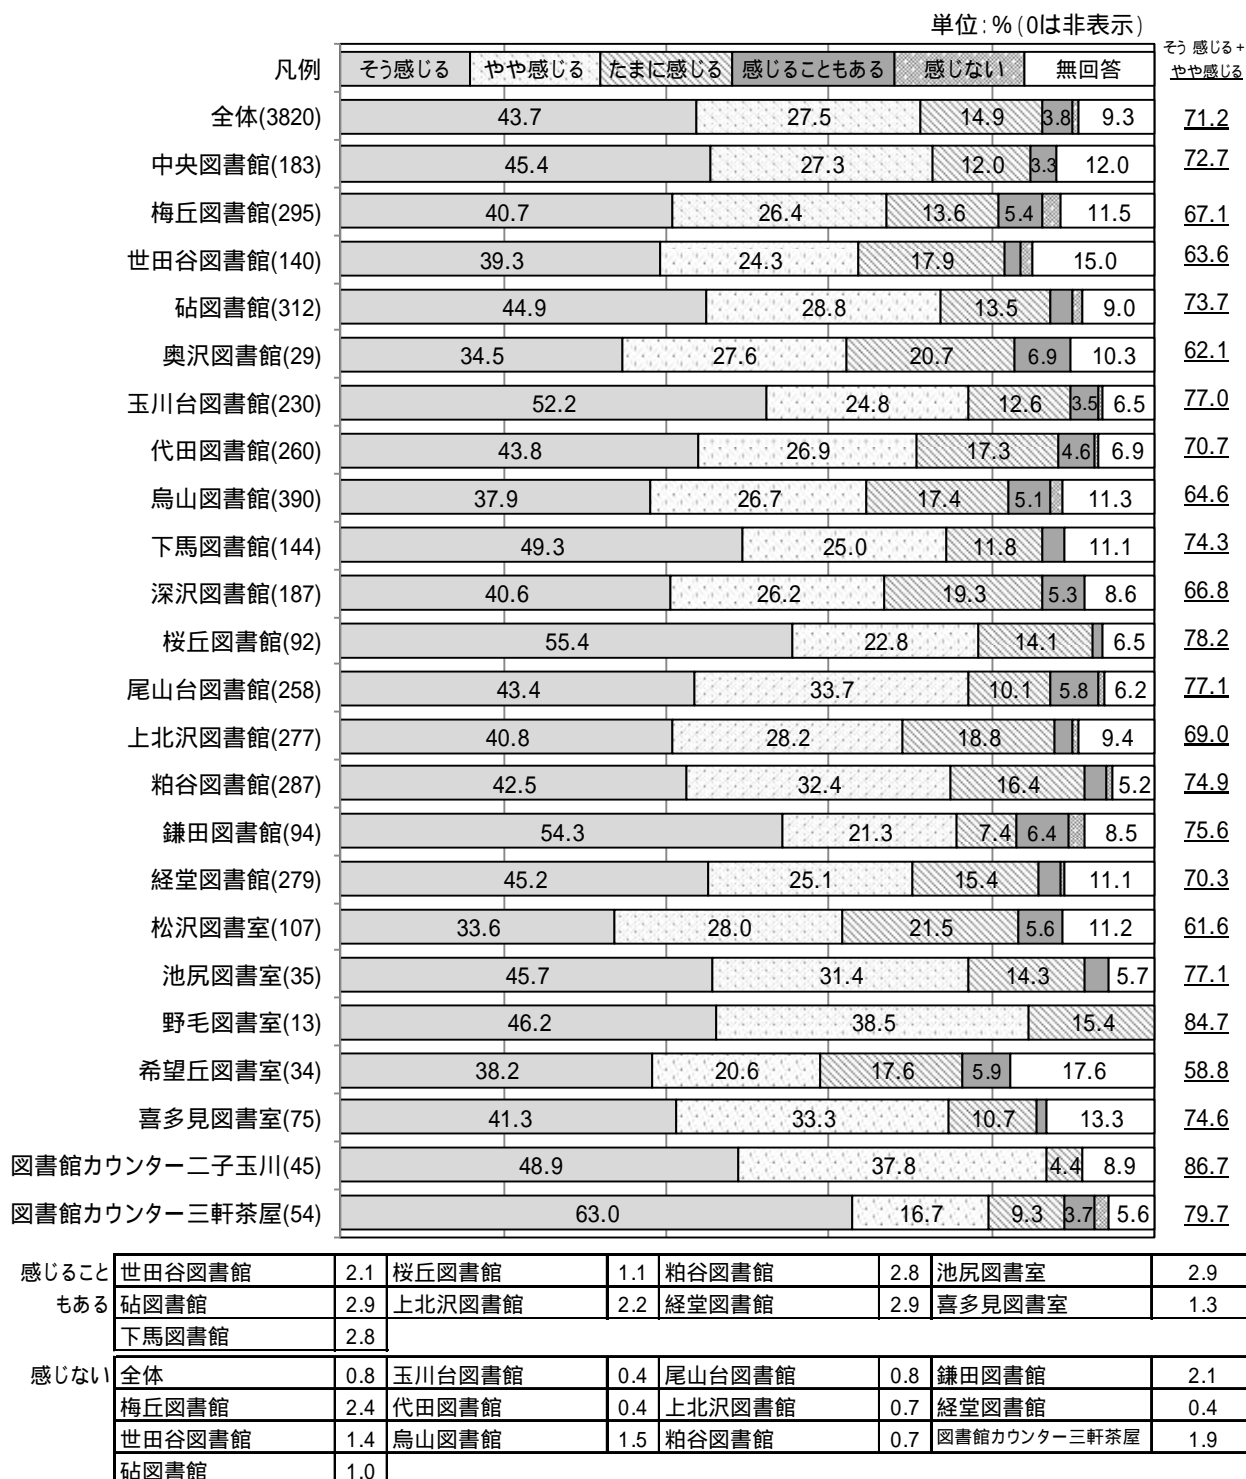 単位:%(0は非表示)
そう感じる+
やや感じる
凡例 そう感じる やや感じる たまに感じる 感じることもある 感じない 無回答
全体(3820) 43.7 27.5 14.9 3.8 9.3 71.2
中央図書館(183) 45.4 27.3 12.0 3.3 12.0 72.7
梅丘図書館(295) 40.7 26.4 13.6 5.4 11.5 67.1
世田谷図書館(140) 39.3 24.3 17.9 15.0 63.6
砧図書館(312) 44.9 28.8 13.5 9.0 73.7
奥沢図書館(29) 34.5 27.6 20.7 6.9 10.3 62.1
玉川台図書館(230) 52.2 24.8 12.6 3.5 6.5 77.0
代田図書館(260) 43.8 26.9 17.3 4.6 6.9 70.7
烏山図書館(390) 37.9 26.7 17.4 5.1 11.3 64.6
下馬図書館(144) 49.3 25.0 11.8 11.1 74.3
深沢図書館(187) 40.6 26.2 19.3 5.3 8.6 66.8
桜丘図書館(92) 55.4 22.8 14.1 6.5 78.2
尾山台図書館(258) 43.4 33.7 10.1 5.8 6.2 77.1
上北沢図書館(277) 40.8 28.2 18.8 9.4 69.0
粕谷図書館(287) 42.5 32.4 16.4 5.2 74.9
鎌田図書館(94) 54.3 21.3 7.4 6.4 8.5 75.6
経堂図書館(279) 45.2 25.1 15.4 11.1 70.3
松沢図書室(107) 33.6 28.0 21.5 5.6 11.2 61.6
池尻図書室(35) 45.7 31.4 14.3 5.7 77.1
野毛図書室(13) 46.2 38.5 15.4 84.7
希望丘図書室(34) 38.2 20.6 17.6 5.9 17.6 58.8
喜多見図書室(75) 41.3 33.3 10.7 13.3 74.6
図書館カウンター二子玉川(45) 48.9 37.8 4.4 8.9 86.7
図書館カウンター三軒茶屋(54) 63.0 16.7 9.3 3.7 5.6 79.7
感じること 世田谷図書館 2.1 桜丘図書館 1.1 粕谷図書館 2.8 池尻図書室 2.9
もある 砧図書館 2.9 上北沢図書館 2.2 経堂図書館 2.9 喜多見図書室 1.3
下馬図書館 2.8
感じない 全体 0.8 玉川台図書館 0.4 尾山台図書館 0.8 鎌田図書館 2.1
梅丘図書館 2.4 代田図書館 0.4 上北沢図書館 0.7 経堂図書館 0.4
世田谷図書館 1.4 烏山図書館 1.5 粕谷図書館 0.7 図書館カウンター三軒茶屋 1.9
砧図書館 1.0